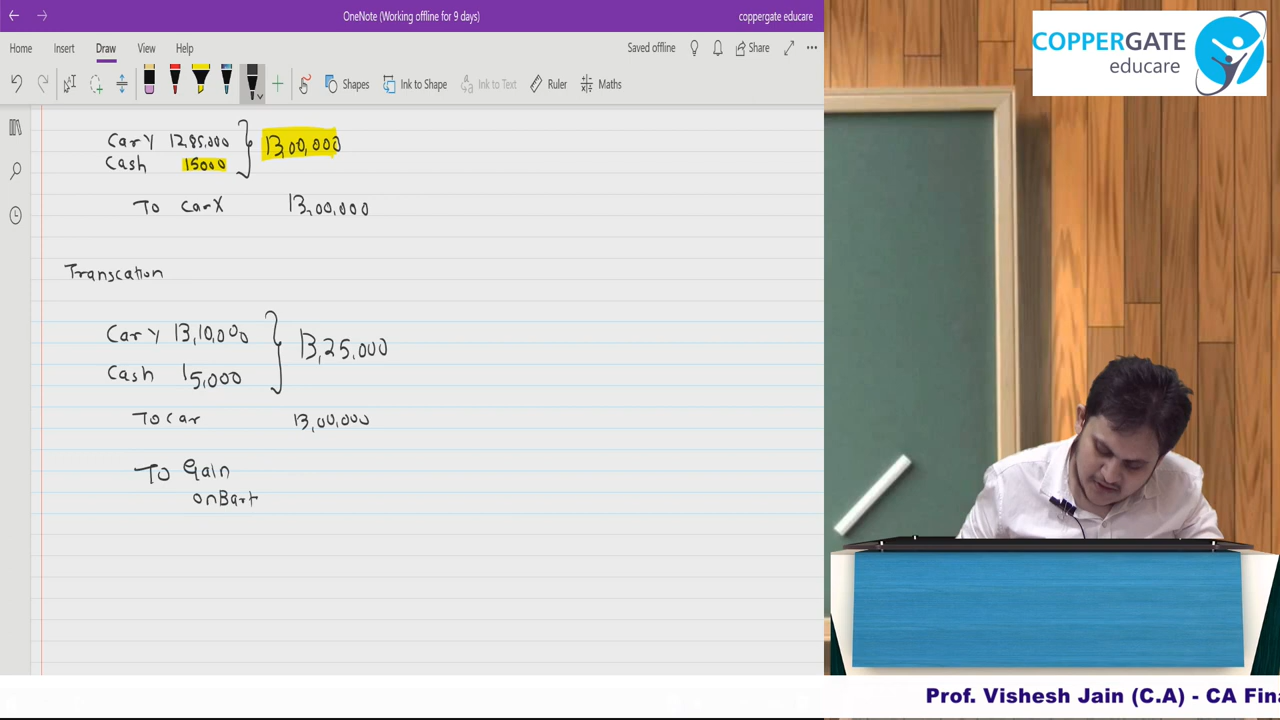 OneNote (Working offline for 9 days)
coppergate educare
Home Insert Draw View Help
Saved offline
Share
Shapes
Ink to Shape
Ink to Text
Ruler
Maths
COPPERGATE
educare
Car Y 12,85,000
13,00,000
Cash 15000
To Car X 13,00,000
Transcation
Car Y 13,10,000
13,25,000
Cash 15,000
To Car 13,00,000
To Gain
on Bart
Prof. Vishesh Jain (C.A) - CA Fina